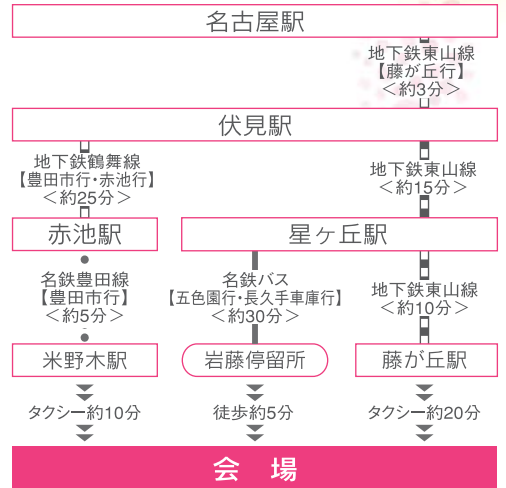 名古屋駅
地下鉄東山線
【藤が丘行】
＜約3分＞
伏見駅
地下鉄鶴舞線
【豊田市行・赤池行】
＜約25分＞
地下鉄東山線
＜約15分＞
赤池駅
星ヶ丘駅
名鉄豊田線
【豊田市行】
＜約5分＞
名鉄バス
【五色園行・長久手車庫行】
＜約30分＞
地下鉄東山線
＜約10分＞
米野木駅
岩藤停留所
藤が丘駅
タクシー約10分
徒歩約5分
タクシー約20分
会 場